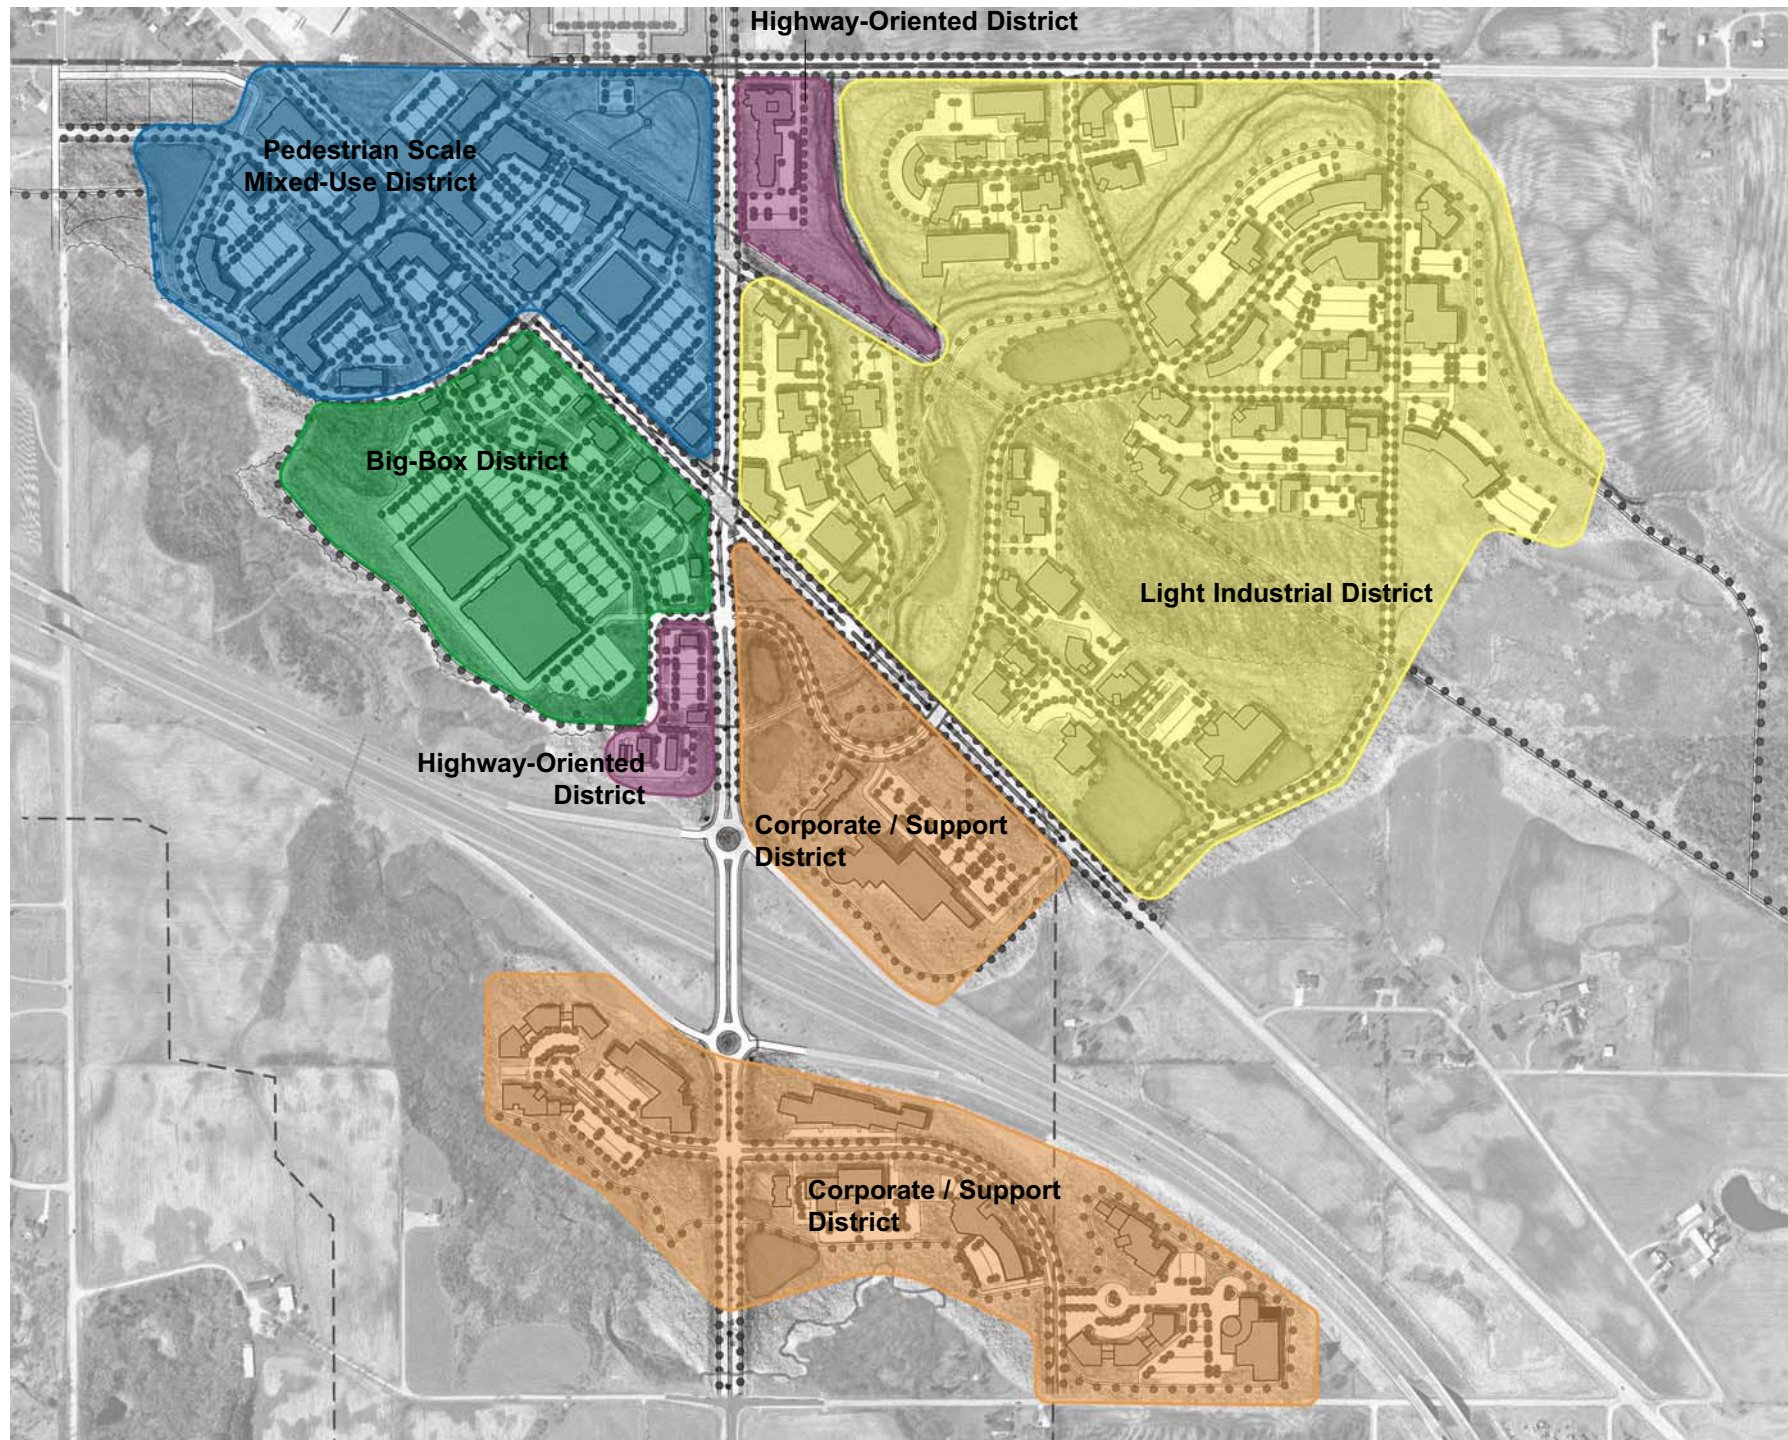 Highway-Oriented District
Pedestrian Scale
Mixed-Use District
Big-Box District
Light Industrial District
Highway-Oriented
District
Corporate / Support
District
Corporate / Support
District